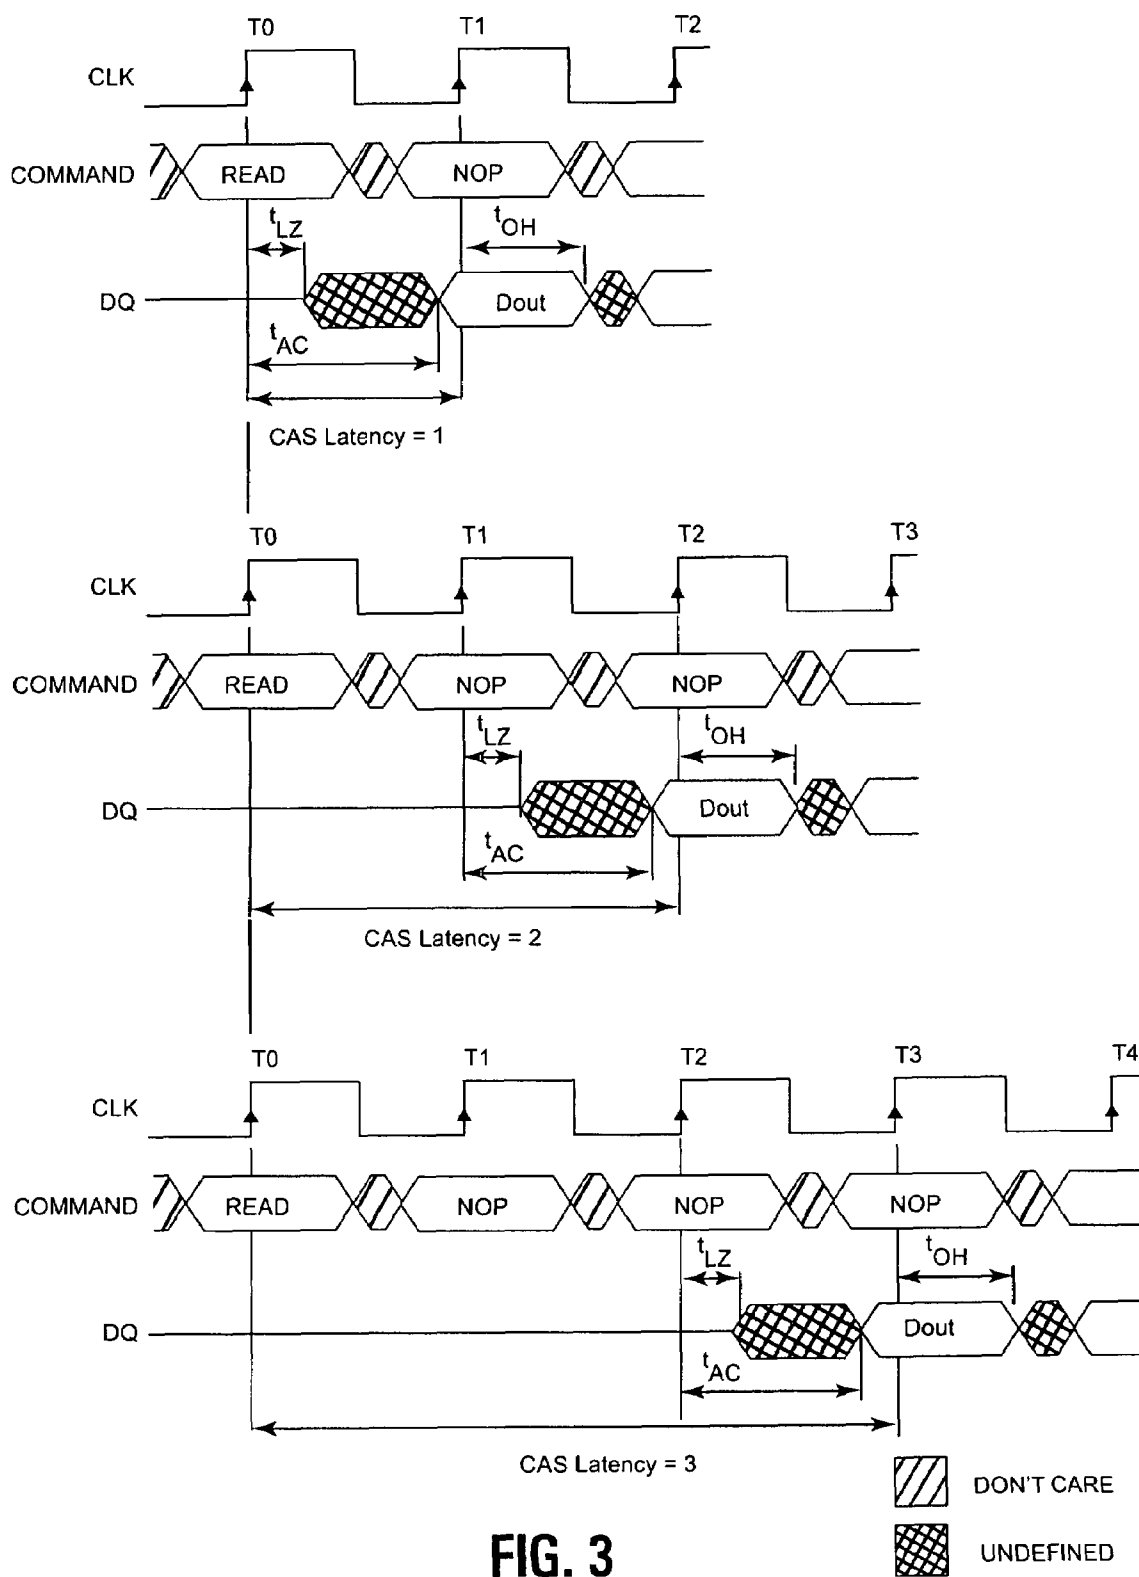 T0 T1 T2
CLK
COMMAND READ NOP
tLZ tOH
DQ Dout
tAC
CAS Latency = 1
T0 T1 T2 T3
CLK
COMMAND READ NOP NOP
tLZ tOH
DQ Dout
tAC
CAS Latency = 2
T0 T1 T2 T3 T4
CLK
COMMAND READ NOP NOP NOP
tLZ tOH
DQ Dout
tAC
CAS Latency = 3
DON'T CARE
UNDEFINED
FIG. 3